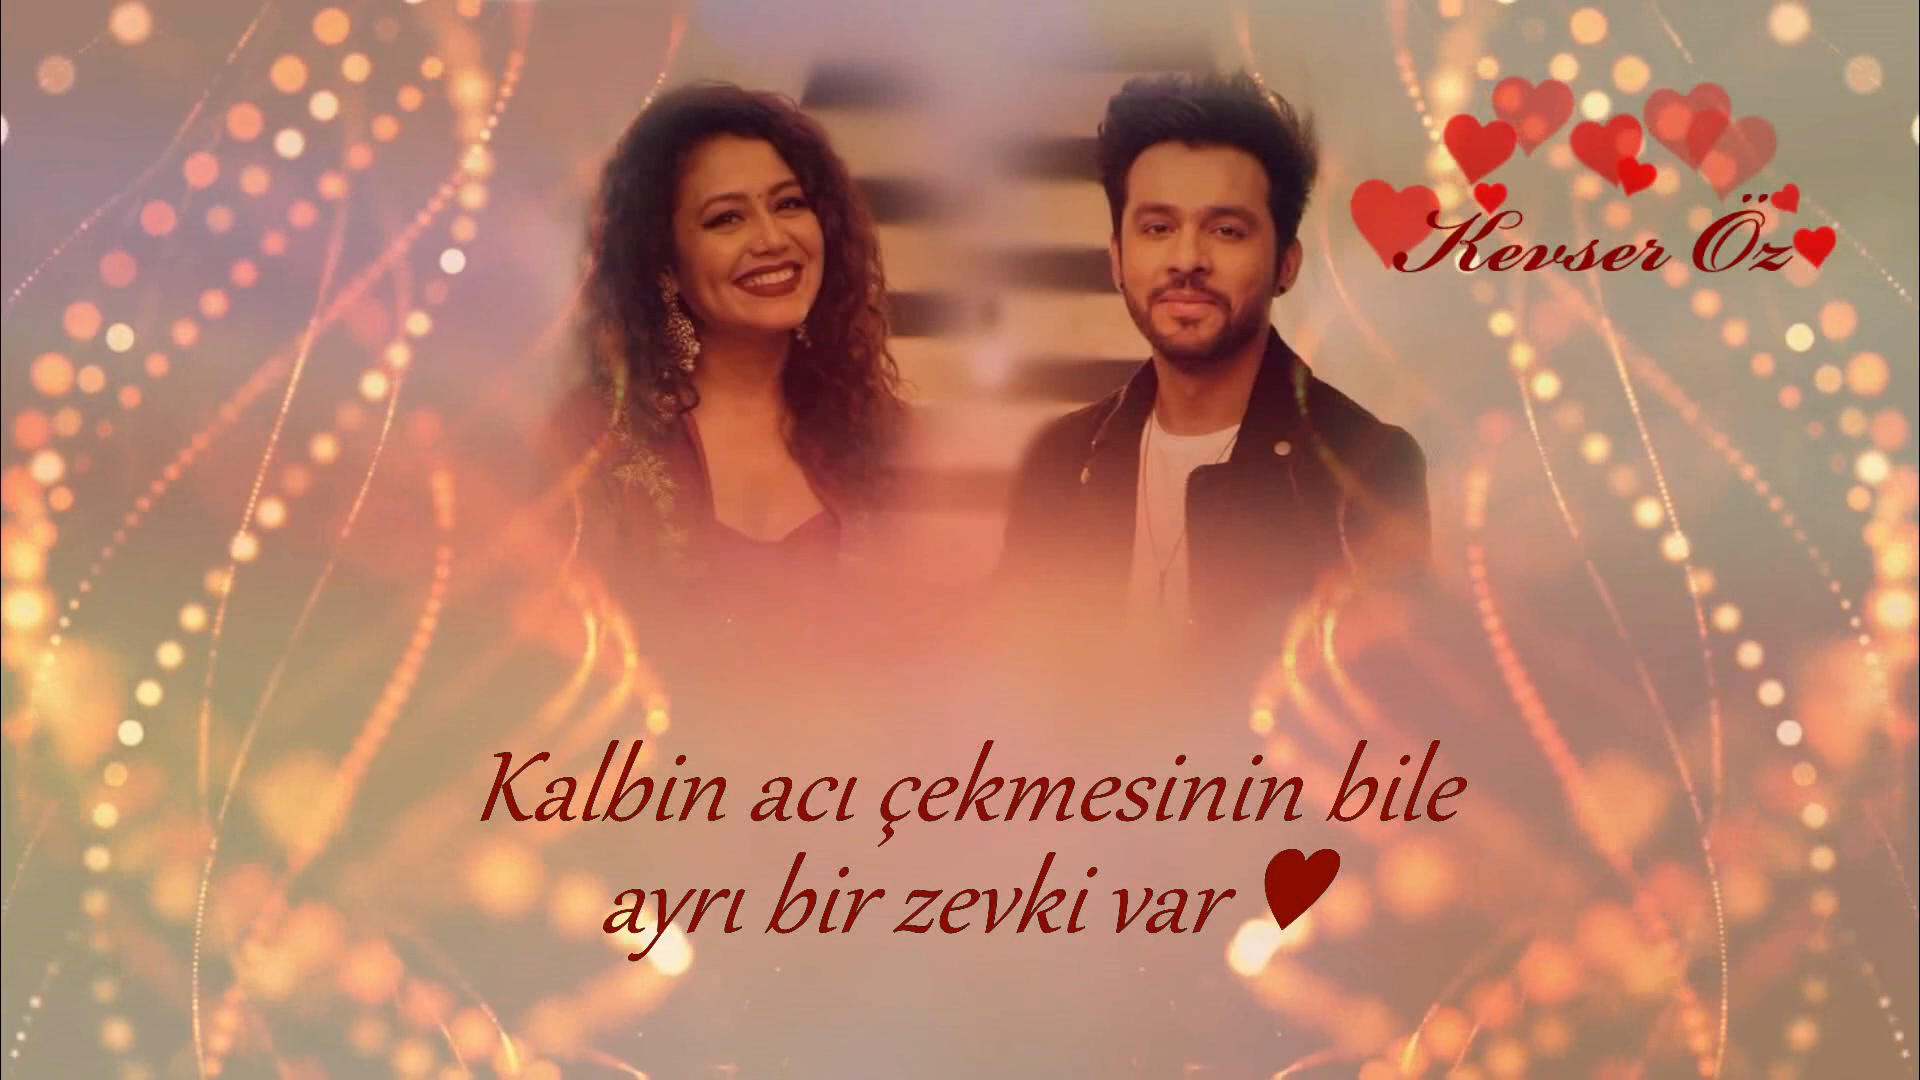 Kevser Öz
Kalbin acı çekmesinin bile
ayrı bir zevki var ♥